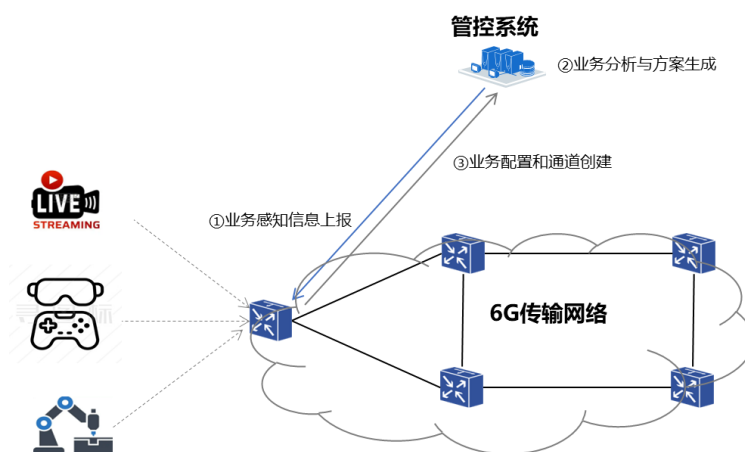 管控系统
②业务分析与方案生成
③业务配置和通道创建
LIVE
STREAMING
①业务感知信息上报
6G传输网络